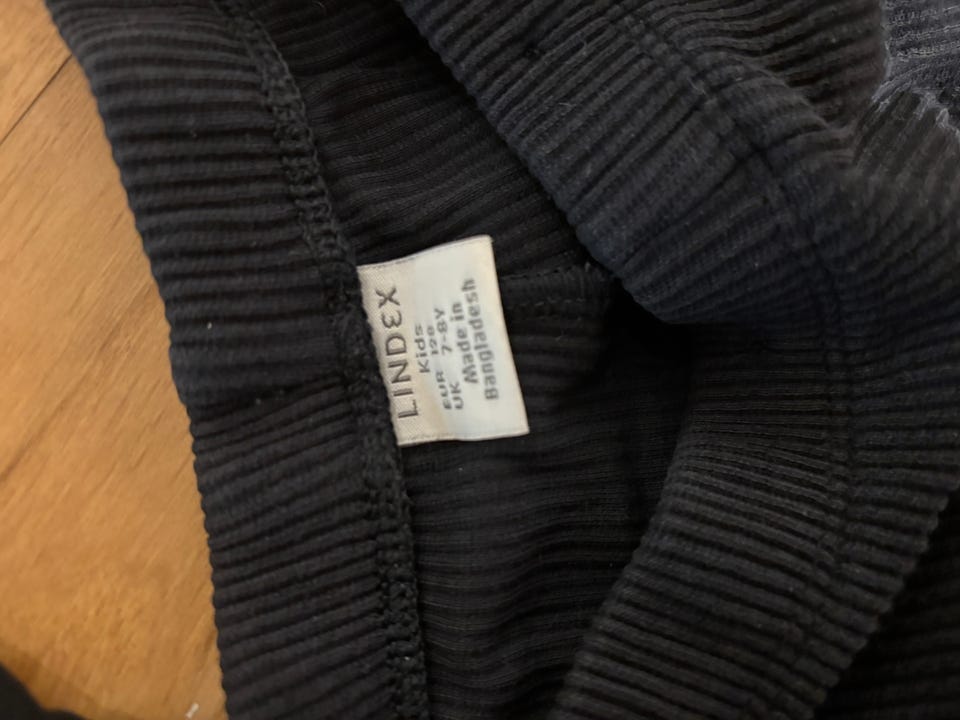 LINDEX
Kids
EUR 128
UK 7-8Y
Made in
Bangladesh